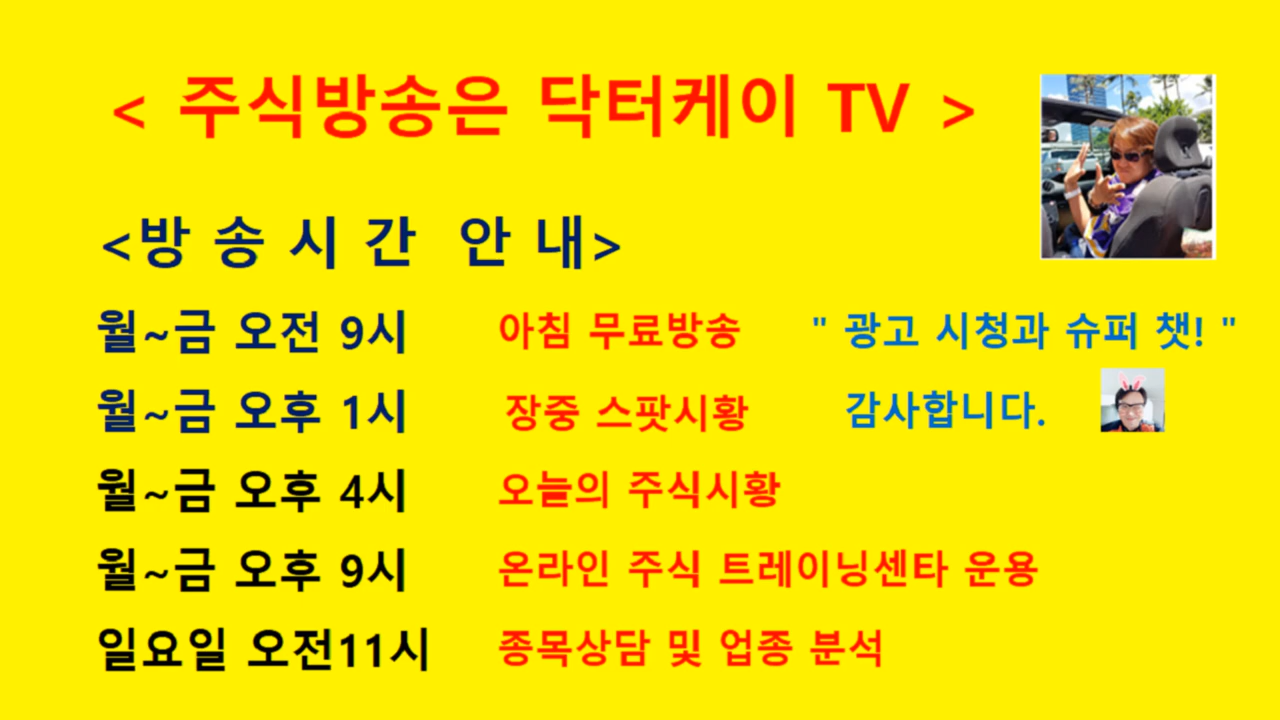 < 주식방송은 닥터케이 TV >
<방 송 시 간 안 내>
월~금 오전 9시 아침 무료방송 " 광고 시청과 슈퍼 챗! "
월~금 오후 1시 장중 스팟시황 감사합니다.
월~금 오후 4시 오늘의 주식시황
월~금 오후 9시 온라인 주식 트레이닝센타 운용
일요일 오전11시 종목상담 및 업종 분석